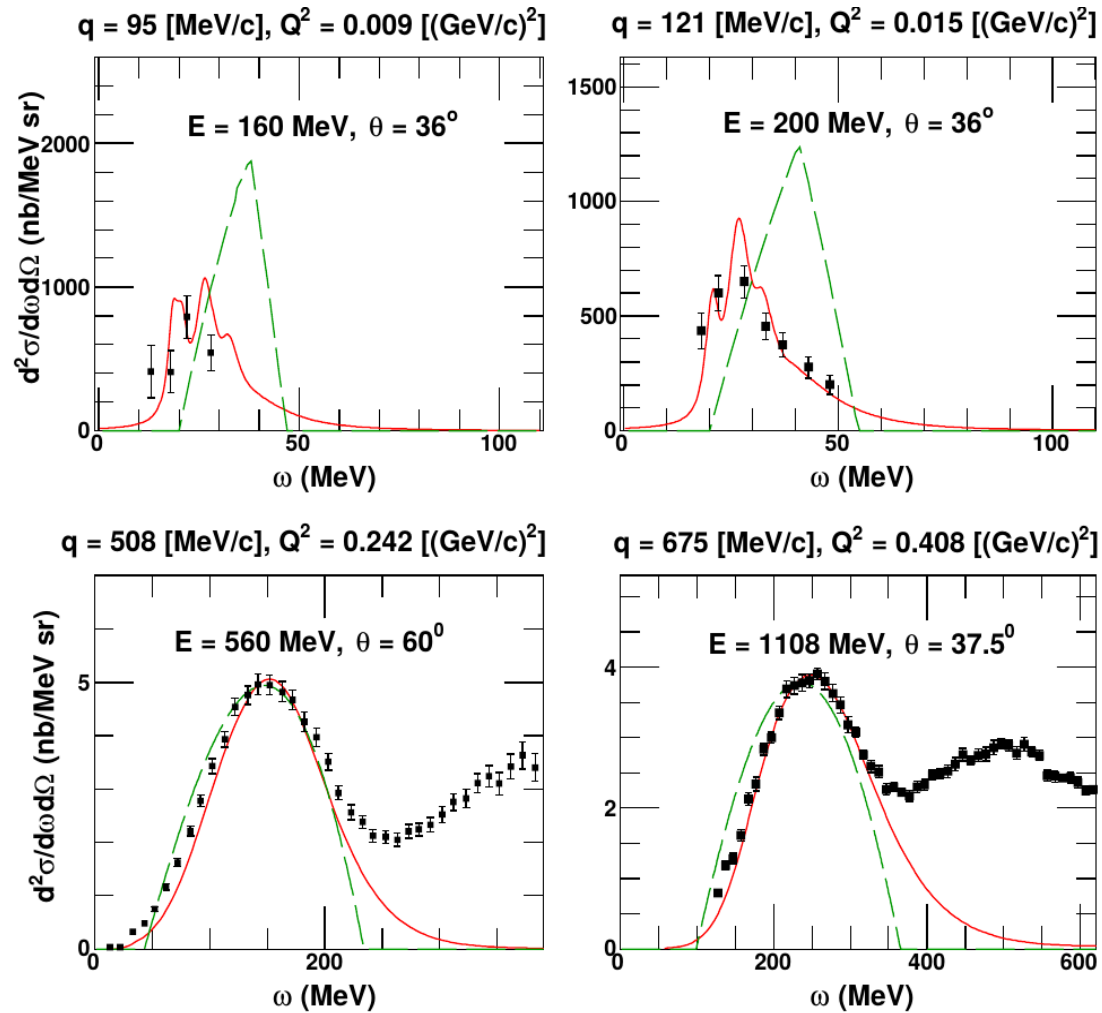 q = 95 [MeV/c], Q² = 0.009 [(GeV/c)²]
E = 160 MeV, θ = 36°
d²σ/dωdΩ (nb/MeV sr)
2000
1000
0
0
50
100
ω (MeV)
q = 121 [MeV/c], Q² = 0.015 [(GeV/c)²]
E = 200 MeV, θ = 36°
1500
1000
500
0
0
50
100
ω (MeV)
q = 508 [MeV/c], Q² = 0.242 [(GeV/c)²]
E = 560 MeV, θ = 60⁰
d²σ/dωdΩ (nb/MeV sr)
5
0
0
200
ω (MeV)
q = 675 [MeV/c], Q² = 0.408 [(GeV/c)²]
E = 1108 MeV, θ = 37.5⁰
4
2
0
0
200
400
600
ω (MeV)